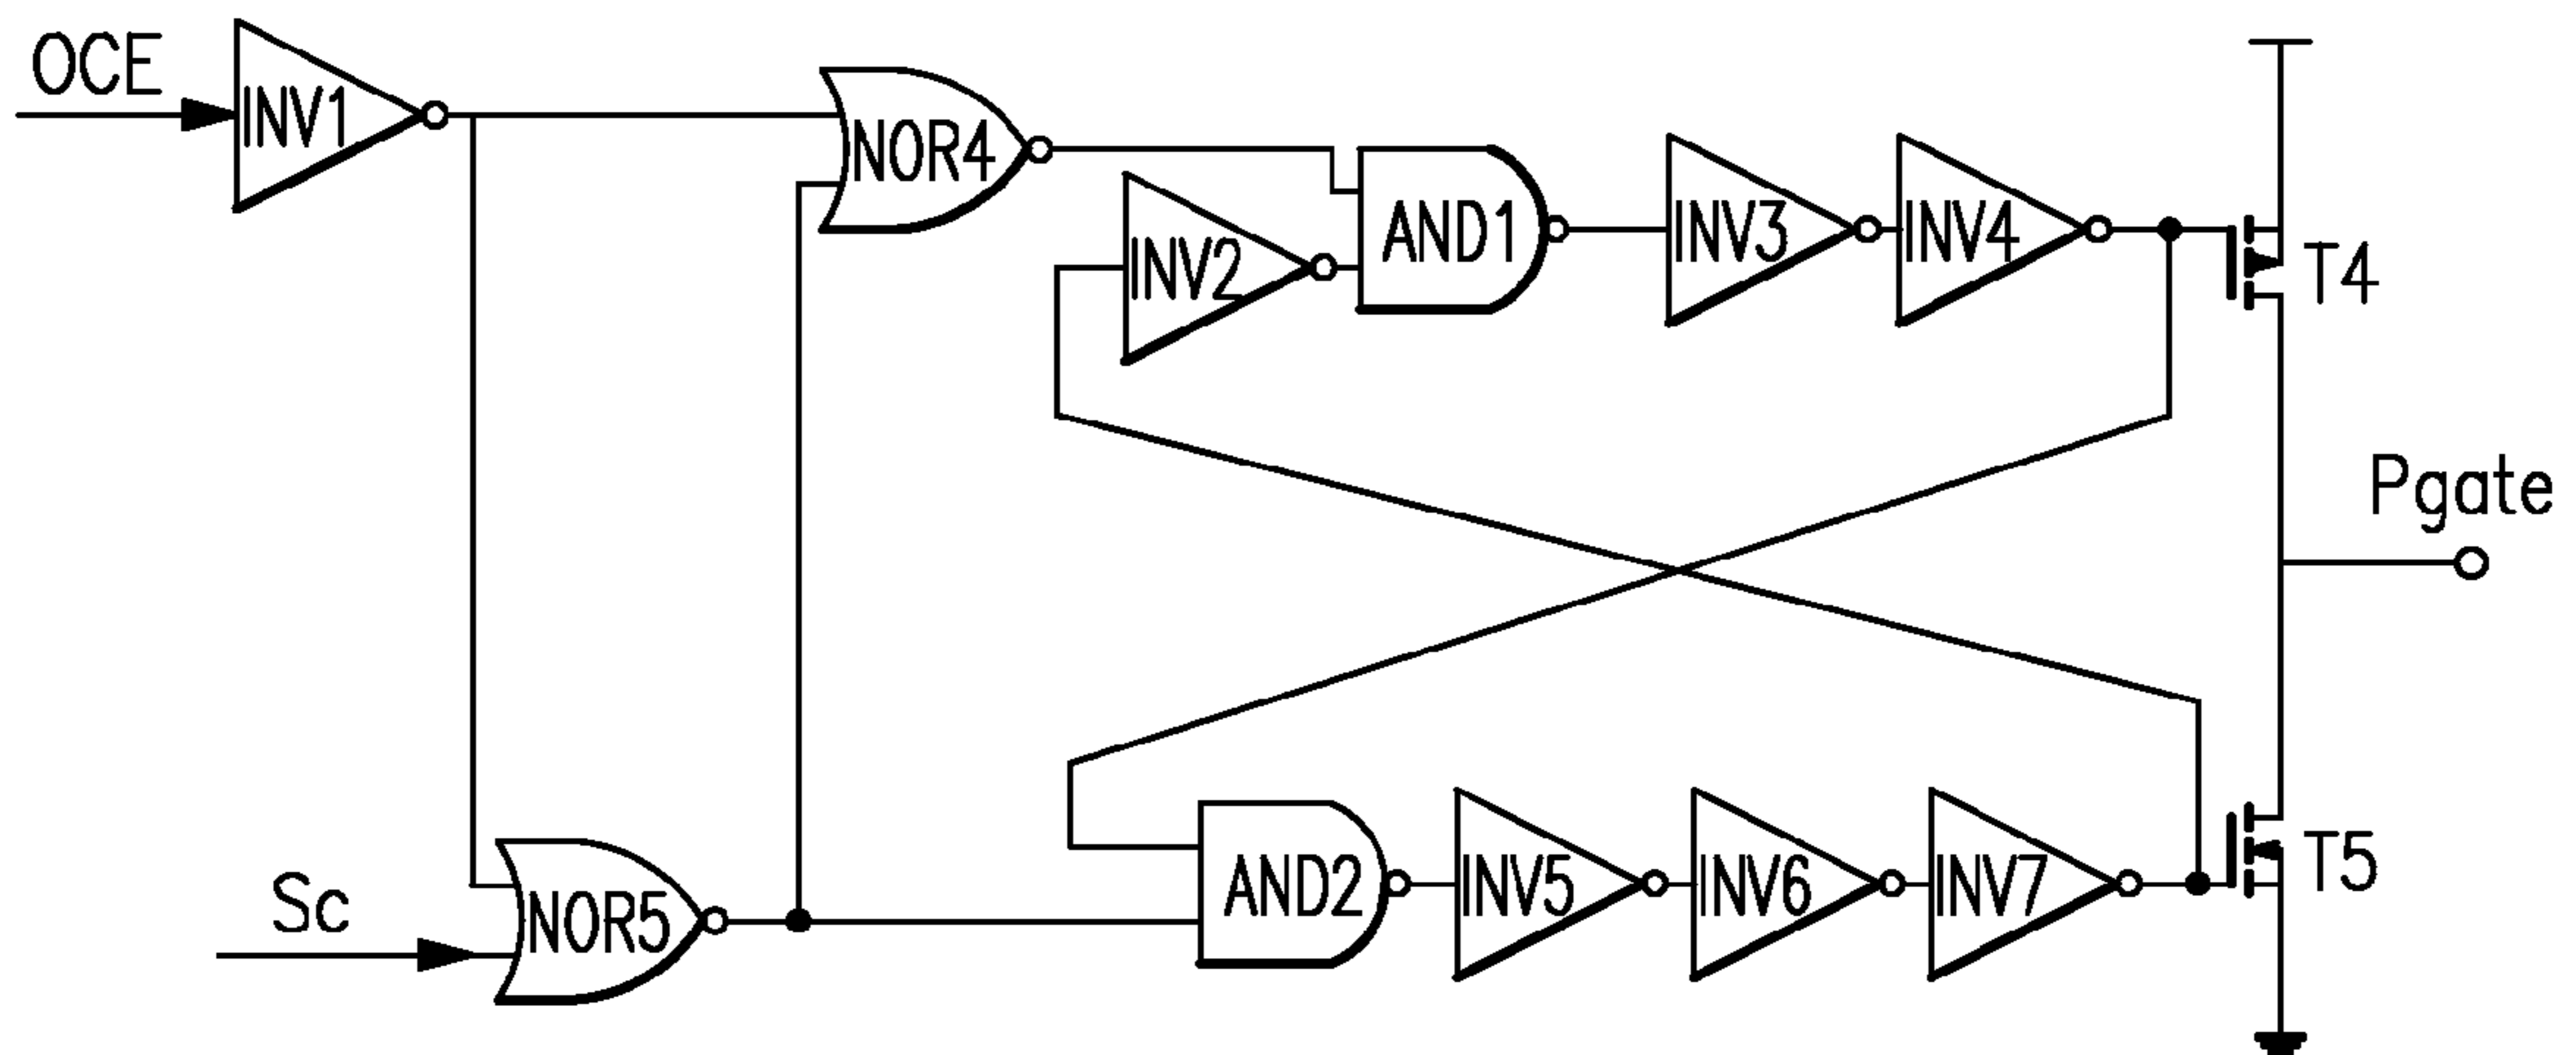 OCE
INV1
NOR4
INV2
AND1
INV3
INV4
T4
Pgate
Sc
NOR5
AND2
INV5
INV6
INV7
T5